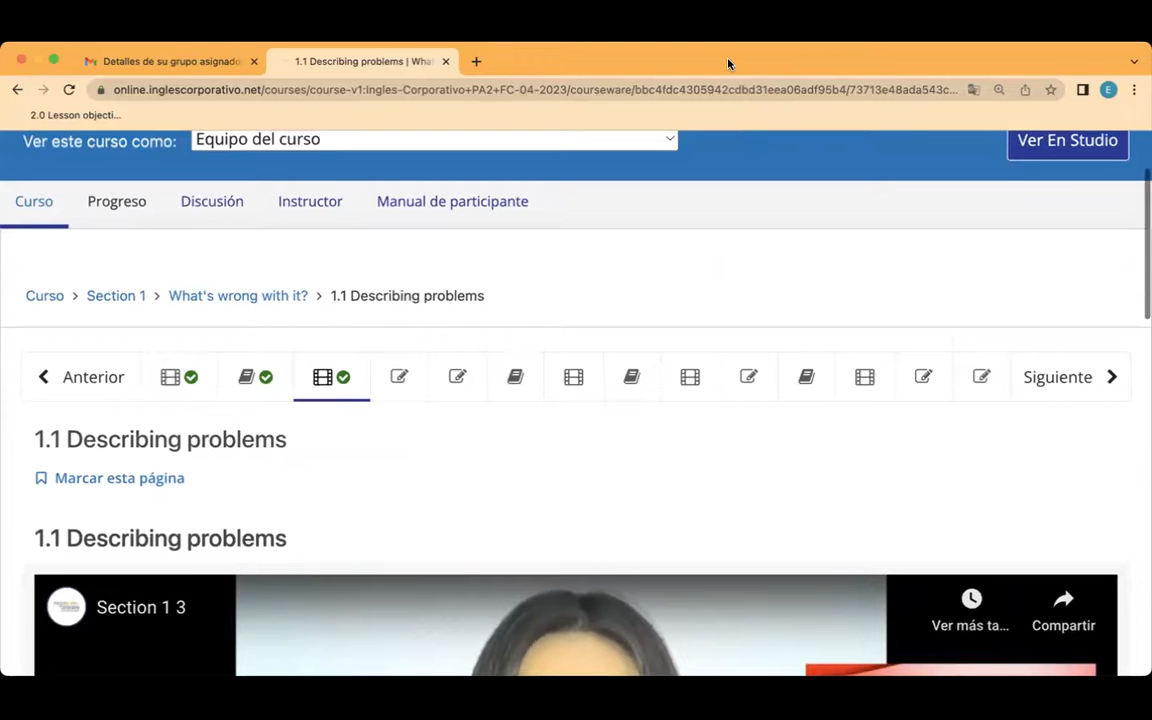 Detalles de su grupo asignado
1.1 Describing problems | Wha
online.inglescorporativo.net/courses/course-v1:Ingles-Corporativo+PA2+FC-04-2023/courseware/bbc4fdc4305942cdbd31eea06adf95b4/73713e48ada543c...
E
2.0 Lesson objecti...
Ver este curso como: Equipo del curso
Ver En Studio
Curso Progreso Discusión Instructor Manual de participante
Curso > Section 1 > What's wrong with it? > 1.1 Describing problems
Anterior Siguiente
1.1 Describing problems
Marcar esta página
1.1 Describing problems
Section 1 3
Ver más ta... Compartir